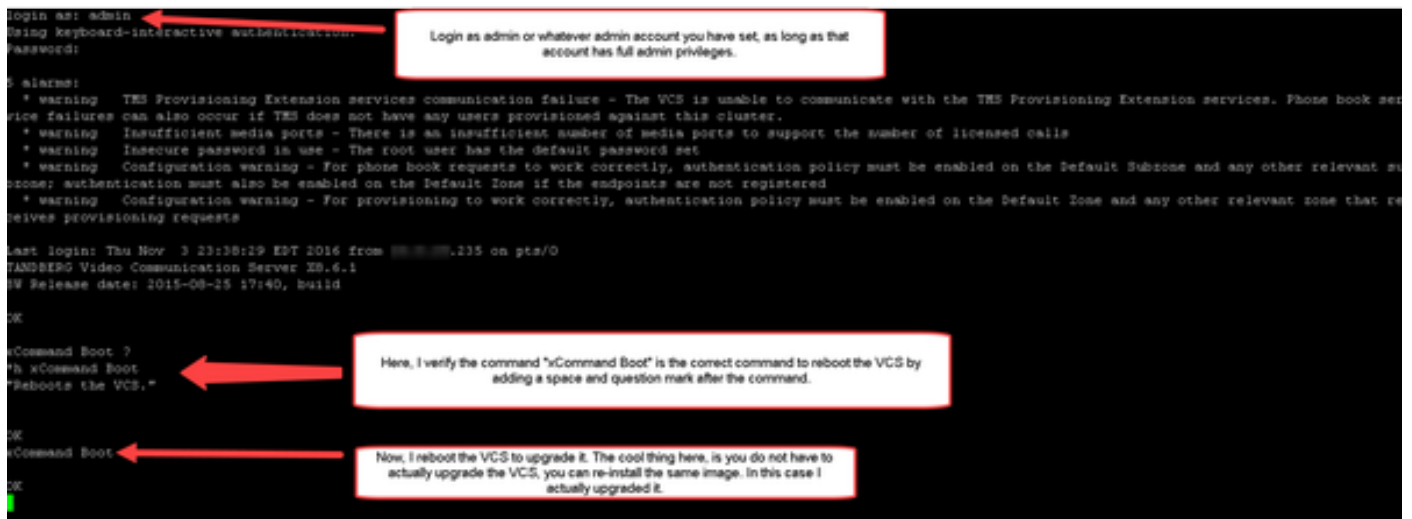 login as: admin
Using keyboard-interactive authentication.
Password:
Login as admin or whatever admin account you have set, as long as that
account has full admin privileges.
5 alarms:
* warning TMS Provisioning Extension services communication failure - The VCS is unable to communicate with the TMS Provisioning Extension services. Phone book ser
vice failures can also occur if TMS does not have any users provisioned against this cluster.
* warning Insufficient media ports - There is an insufficient number of media ports to support the number of licensed calls
* warning Insecure password in use - The root user has the default password set
* warning Configuration warning - For phone book requests to work correctly, authentication policy must be enabled on the Default Subzone and any other relevant su
bzone; authentication must also be enabled on the Default Zone if the endpoints are not registered
* warning Configuration warning - For provisioning to work correctly, authentication policy must be enabled on the Default Zone and any other relevant zone that re
ceives provisioning requests
Last login: Thu Nov 3 23:38:29 EDT 2016 from .235 on pts/0
TANDBERG Video Communication Server X8.6.1
SW Release date: 2015-08-25 17:40, build
OK
xCommand Boot ?
*h xCommand Boot
"Reboots the VCS."
Here, I verify the command "xCommand Boot" is the correct command to reboot the VCS by
adding a space and question mark after the command.
OK
xCommand Boot
Now, I reboot the VCS to upgrade it. The cool thing here, is you do not have to
actually upgrade the VCS, you can re-install the same image. In this case I
actually upgraded it.
OK